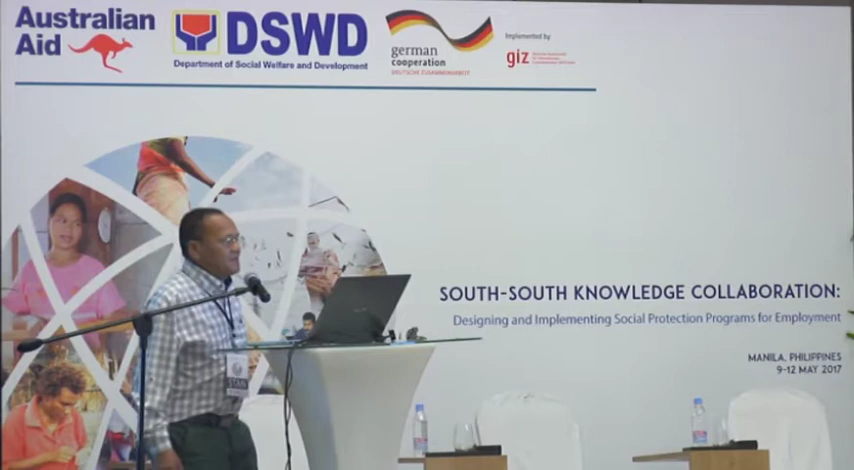 Australian
Aid
DSWD
Department of Social Welfare and Development
german
cooperation
DEUTSCHE ZUSAMMENARBEIT
Implemented by
giz
SOUTH-SOUTH KNOWLEDGE COLLABORATION:
Designing and Implementing Social Protection Programs for Employment
MANILA, PHILIPPINES
9-12 MAY 2017